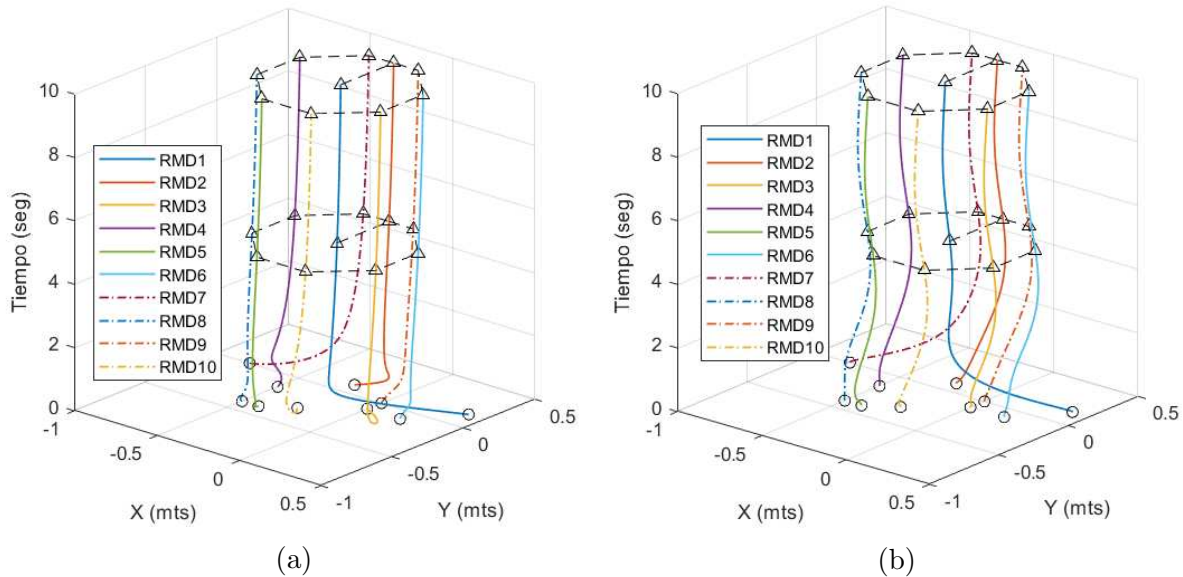 10
8
6
4
2
0
Tiempo (seg)
-1
-0.5
0
0.5
X (mts)
-1
-0.5
0
0.5
Y (mts)
RMD1
RMD2
RMD3
RMD4
RMD5
RMD6
RMD7
RMD8
RMD9
RMD10
(a)
10
8
6
4
2
0
Tiempo (seg)
-1
-0.5
0
0.5
X (mts)
-1
-0.5
0
0.5
Y (mts)
RMD1
RMD2
RMD3
RMD4
RMD5
RMD6
RMD7
RMD8
RMD9
RMD10
(b)